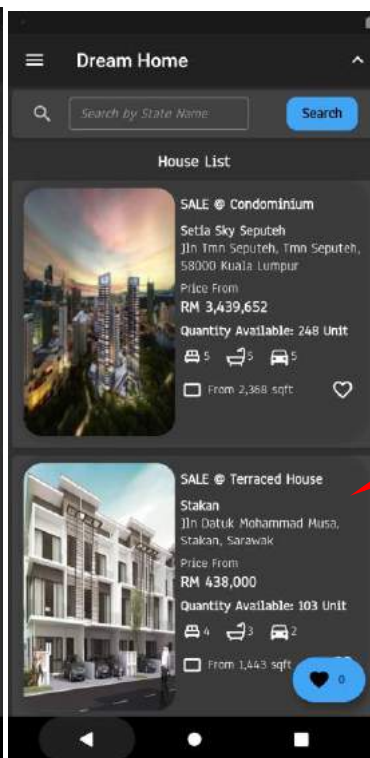 Dream Home
Search by State Name
Search
House List
SALE @ Condominium
Setia Sky Seputeh
Jln Tmn Seputeh, Tmn Seputeh,
58000 Kuala Lumpur
Price From
RM 3,439,652
Quantity Available: 248 Unit
5 5 5
From 2,368 sqft
SALE @ Terraced House
Stakan
Jln Datuk Mohammad Musa,
Stakan, Sarawak
Price From
RM 438,000
Quantity Available: 103 Unit
4 3 2
From 1,443 sqft
0